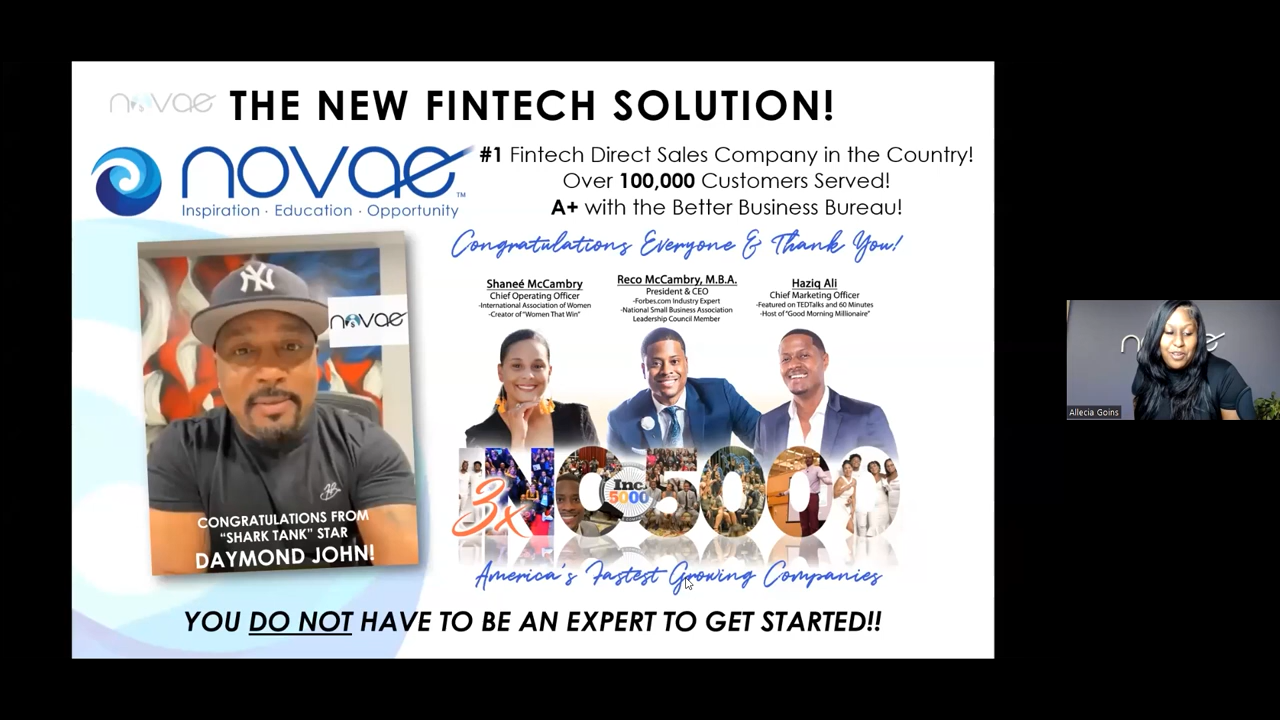 novae THE NEW FINTECH SOLUTION!
novae™
Inspiration · Education · Opportunity
#1 Fintech Direct Sales Company in the Country!
Over 100,000 Customers Served!
A+ with the Better Business Bureau!
Congratulations Everyone & Thank You!
Shaneé McCambry
Chief Operating Officer
-International Association of Women
-Creator of "Women That Win"
Reco McCambry, M.B.A.
President & CEO
-Forbes.com Industry Expert
-National Small Business Association
Leadership Council Member
Haziq Ali
Chief Marketing Officer
-Featured on TEDTalks and 60 Minutes
-Host of "Good Morning Millionaire"
NY
novae
CONGRATULATIONS FROM
"SHARK TANK" STAR
DAYMOND JOHN!
3x INC 5000
Inc.
5000
America's Fastest Growing Companies
YOU DO NOT HAVE TO BE AN EXPERT TO GET STARTED!!
Allecia Goins